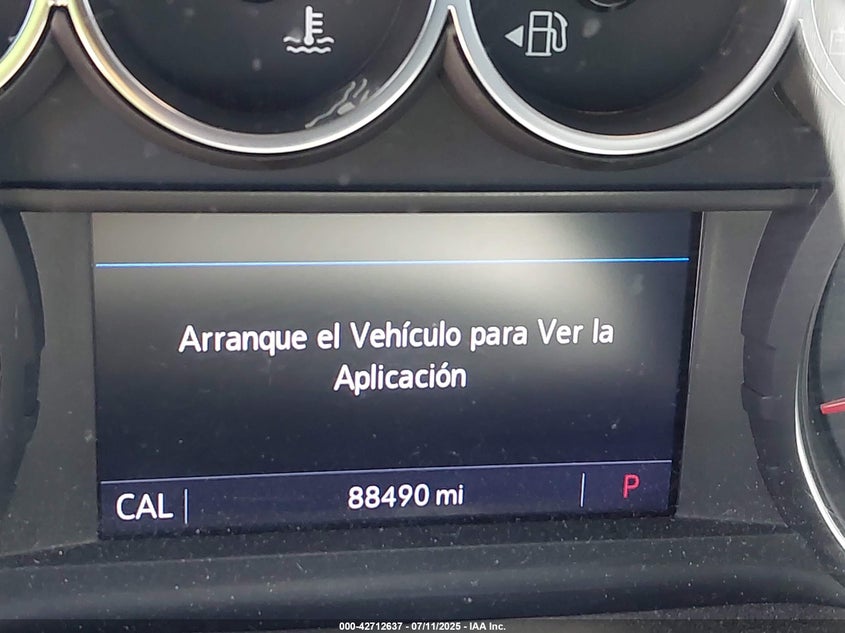 Arranque el Vehículo para Ver la
Aplicación
CAL 88490 mi P
000-42712637 - 07/11/2025 - IAA Inc.